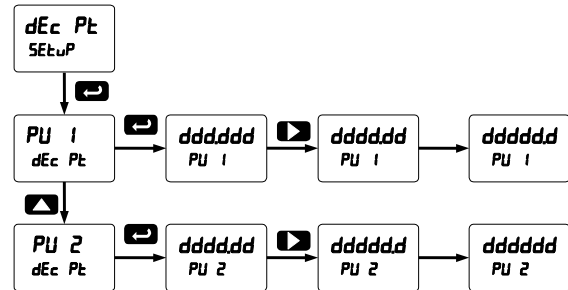 dEc Pt
SEtuP
PU 1
dEc Pt
ddd.ddd
PU 1
dddd.dd
PU 1
ddddd.d
PU 1
PU 2
dEc Pt
dddd.dd
PU 2
ddddd.d
PU 2
dddddd
PU 2